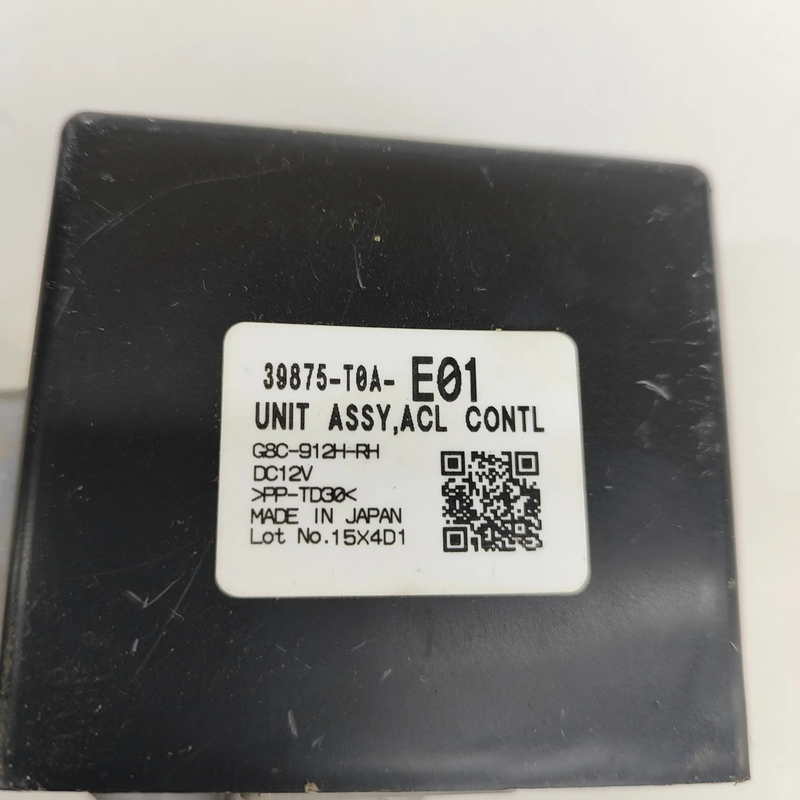 39875-T0A- E01
UNIT ASSY,ACL CONTL
G8C-912H-RH
DC12V
>PP-TD30<
MADE IN JAPAN
Lot No.15X4D1